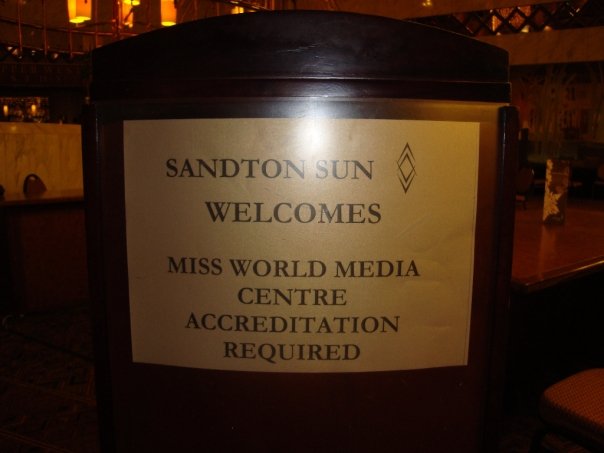 SANDTON SUN
WELCOMES
MISS WORLD MEDIA
CENTRE
ACCREDITATION
REQUIRED